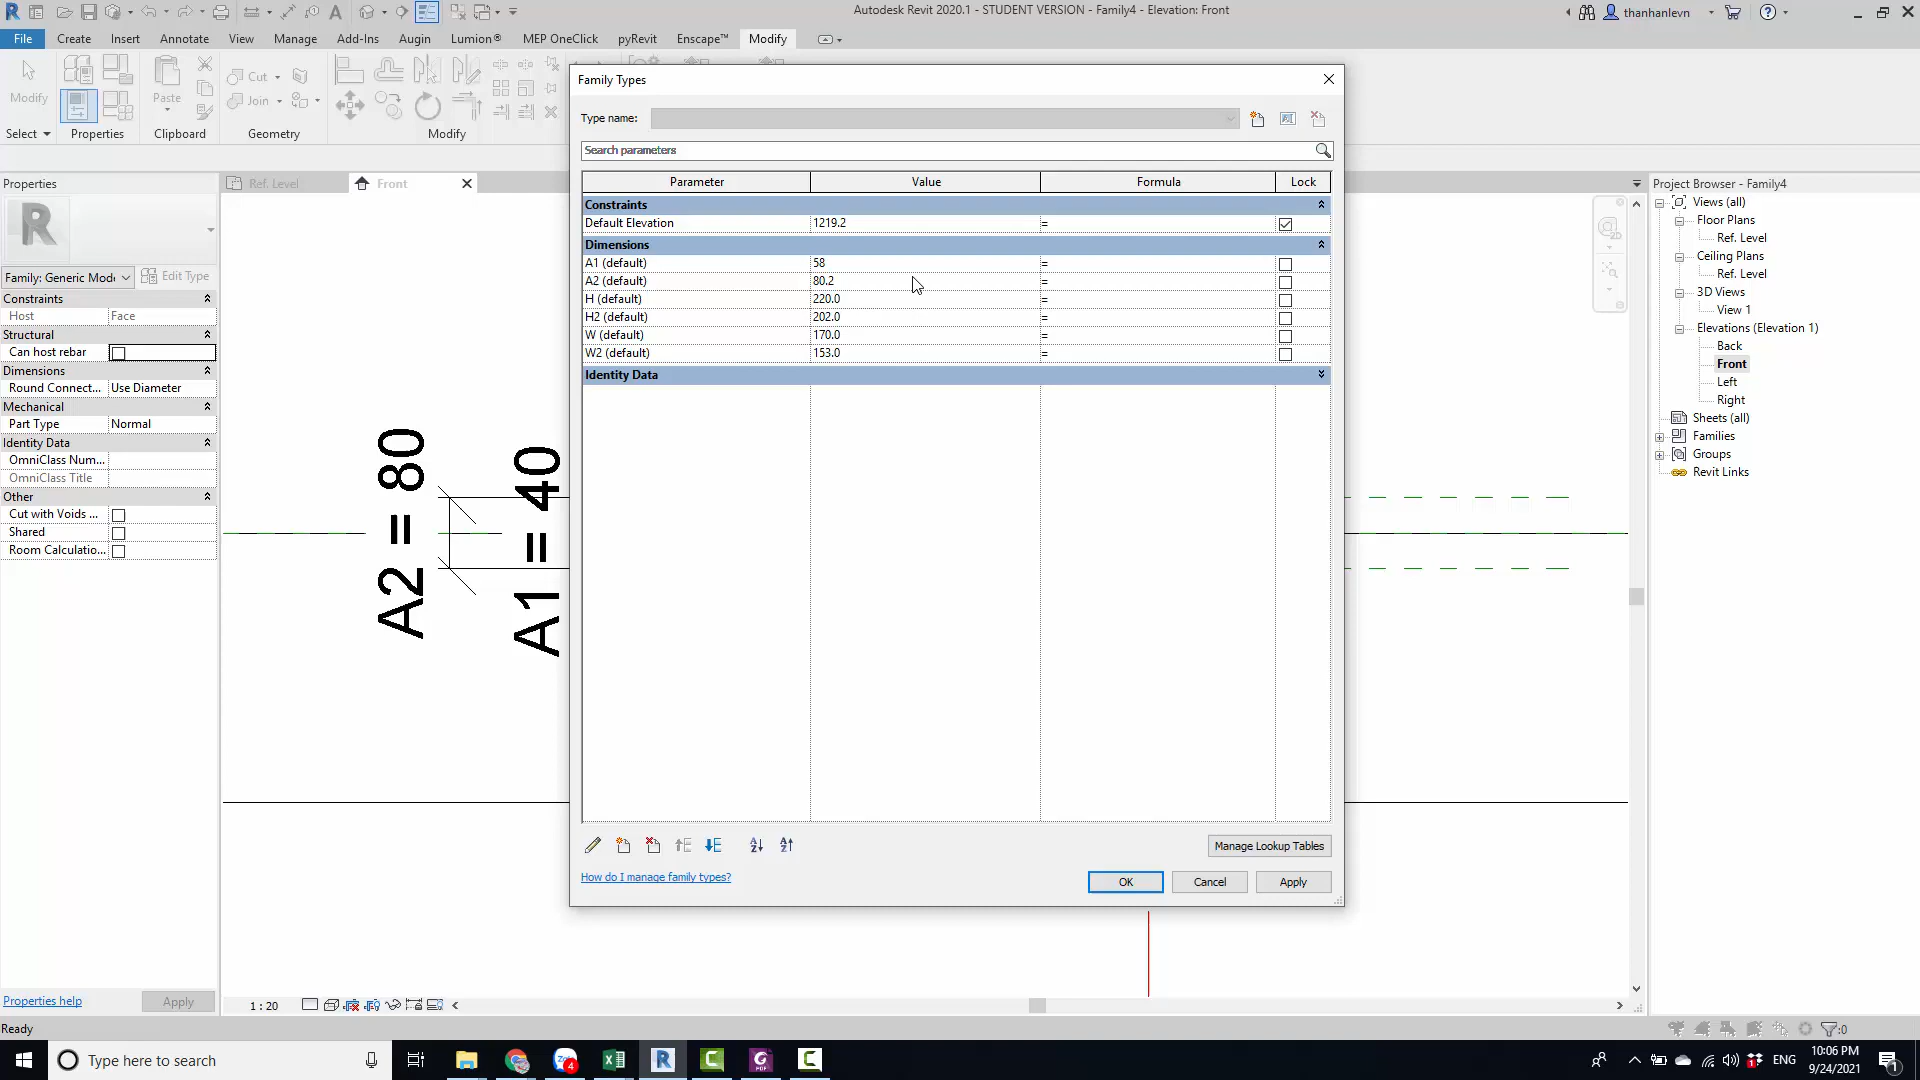 Autodesk Revit 2020.1 - STUDENT VERSION - Family4 - Elevation: Front
thanhlanlevn
File
Create
Insert
Annotate
View
Manage
Add-Ins
Augin
Lumion®
MEP OneClick
pyRevit
Enscape™
Modify
Modify
Paste
Cut
Join
Select
Properties
Clipboard
Geometry
Modify
Properties
Family: Generic Mode
Edit Type
Constraints
Host Face
Structural
Can host rebar
Dimensions
Round Connect... Use Diameter
Mechanical
Part Type Normal
Identity Data
OmniClass Num...
OmniClass Title
Other
Cut with Voids ...
Shared
Room Calculatio...
Properties help
Apply
Ref. Level
Front
A2 = 80
A1 = 40
Family Types
Type name:
Search parameters
Parameter Value Formula Lock
Constraints
Default Elevation 1219.2 =
Dimensions
A1 (default) 58 =
A2 (default) 80.2 =
H (default) 220.0 =
H2 (default) 202.0 =
W (default) 170.0 =
W2 (default) 153.0 =
Identity Data
Manage Lookup Tables
How do I manage family types?
OK
Cancel
Apply
Project Browser - Family4
Views (all)
Floor Plans
Ref. Level
Ceiling Plans
Ref. Level
3D Views
View 1
Elevations (Elevation 1)
Back
Front
Left
Right
Sheets (all)
Families
Groups
Revit Links
1 : 20
Ready
:0
Type here to search
4
ENG
10:06 PM
9/24/2021
1